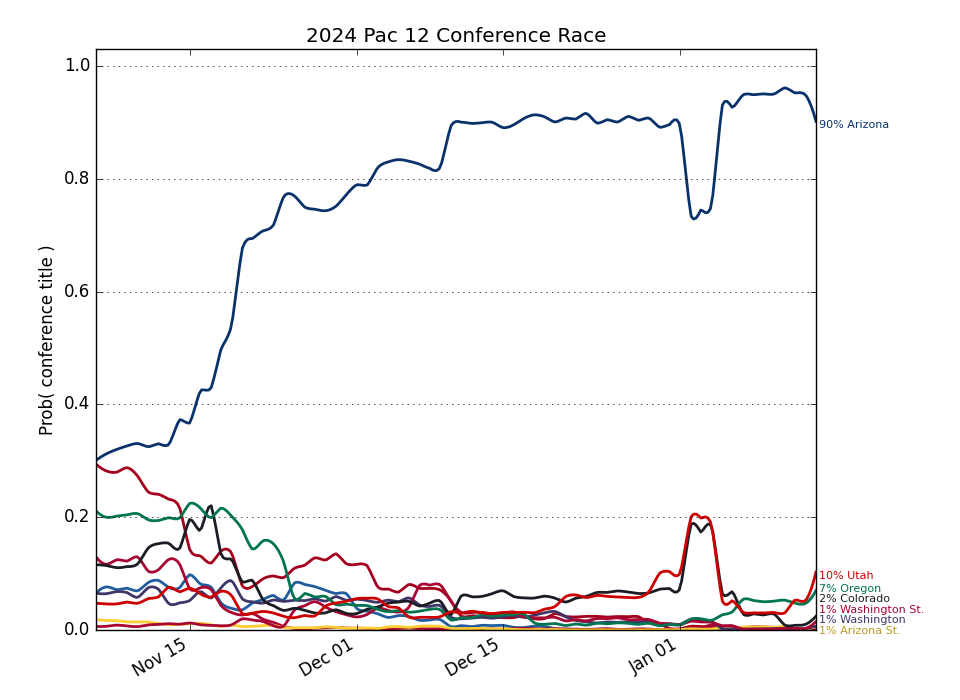 2024 Pac 12 Conference Race
Prob( conference title )
1.0
0.8
0.6
0.4
0.2
0.0
Nov 15
Dec 01
Dec 15
Jan 01
90% Arizona
10% Utah
7% Oregon
2% Colorado
1% Washington St.
1% Washington
1% Arizona St.